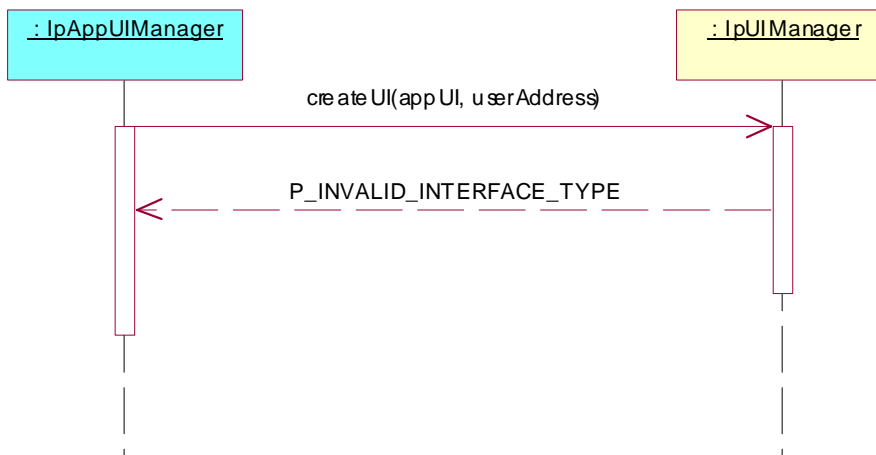 : IpAppUIManager
: IpUIManager
createUI(appUI, userAddress)
P_INVALID_INTERFACE_TYPE